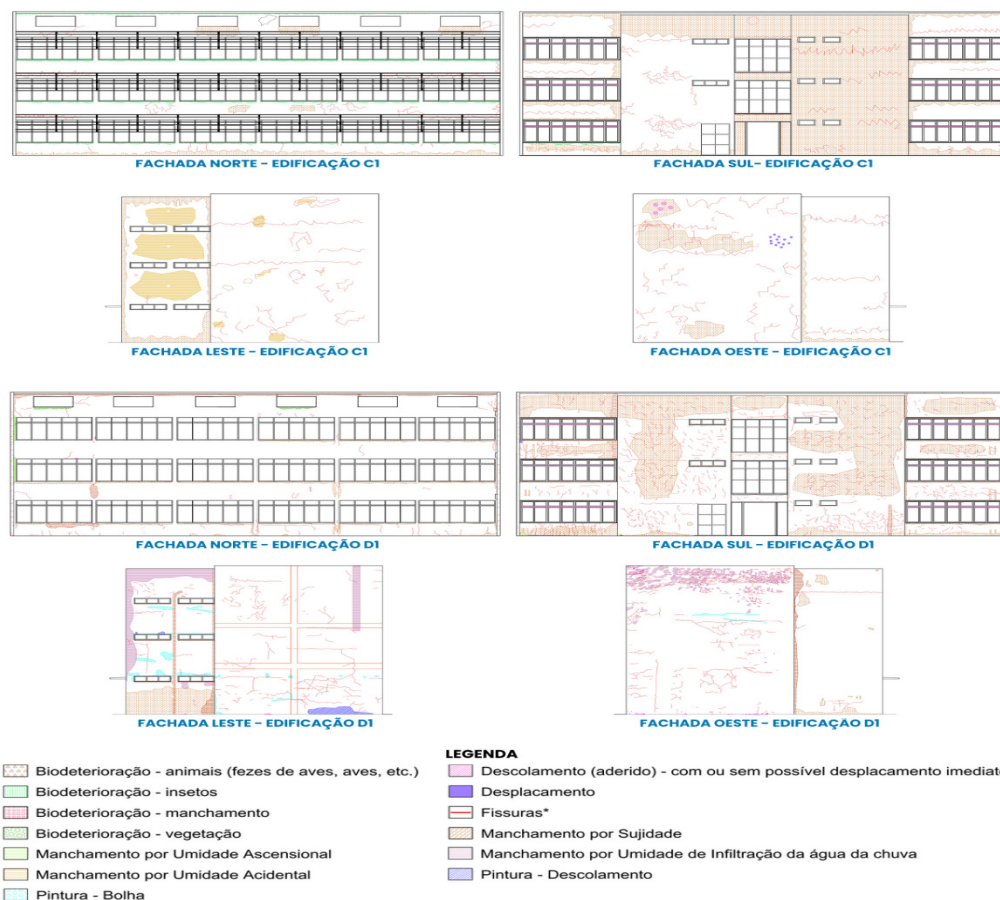 FACHADA NORTE - EDIFICAÇÃO C1
FACHADA SUL- EDIFICAÇÃO C1
FACHADA LESTE - EDIFICAÇÃO C1
FACHADA OESTE - EDIFICAÇÃO C1
FACHADA NORTE - EDIFICAÇÃO D1
FACHADA SUL - EDIFICAÇÃO D1
FACHADA LESTE - EDIFICAÇÃO D1
FACHADA OESTE - EDIFICAÇÃO D1
LEGENDA
Biodeterioração - animais (fezes de aves, aves, etc.)
Biodeterioração - insetos
Biodeterioração - manchamento
Biodeterioração - vegetação
Manchamento por Umidade Ascensional
Manchamento por Umidade Acidental
Pintura - Bolha
Descolamento (aderido) - com ou sem possível desplacamento imediat
Desplacamento
Fissuras*
Manchamento por Sujidade
Manchamento por Umidade de Infiltração da água da chuva
Pintura - Descolamento